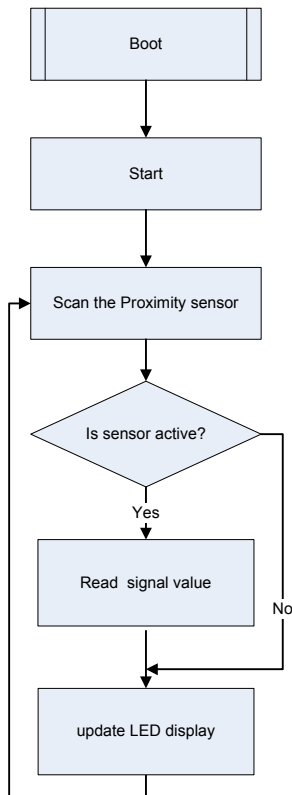 Boot
Start
Scan the Proximity sensor
Is sensor active?
Yes
Read  signal value
No
update LED display